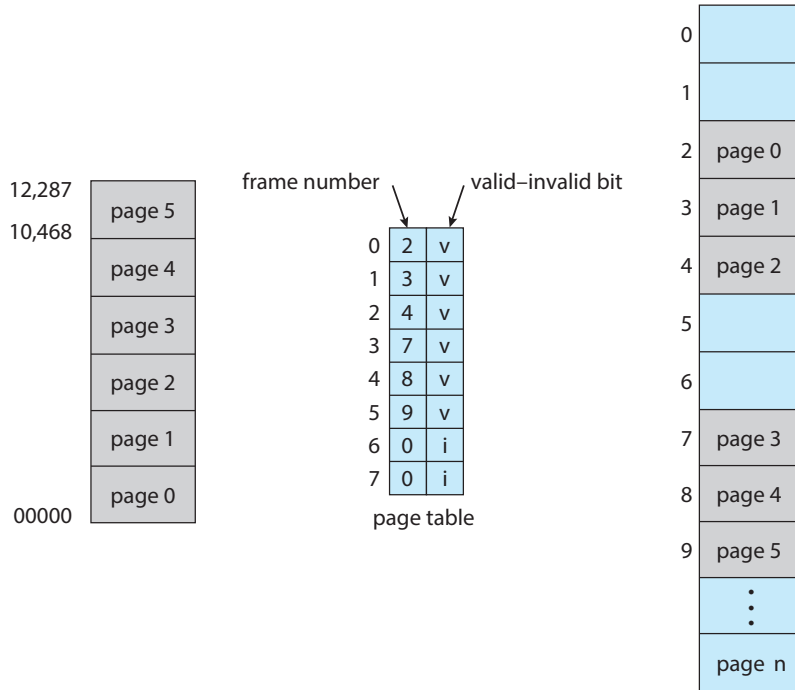 12,287
page 5
10,468
page 4
page 3
page 2
page 1
page 0
00000
frame number
valid–invalid bit
0 2 v
1 3 v
2 4 v
3 7 v
4 8 v
5 9 v
6 0 i
7 0 i
page table
0
1
2 page 0
3 page 1
4 page 2
5
6
7 page 3
8 page 4
9 page 5
page n